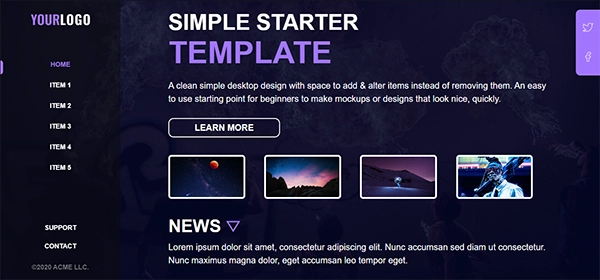 YOURLOGO
HOME
ITEM 1
ITEM 2
ITEM 3
ITEM 4
ITEM 5
SUPPORT
CONTACT
©2020 ACME LLC.
SIMPLE STARTER
TEMPLATE
A clean simple desktop design with space to add & alter items instead of removing them. An easy
to use starting point for beginners to make mockups or designs that look nice, quickly.
LEARN MORE
NEWS
Lorem ipsum dolor sit amet, consectetur adipiscing elit. Nunc accumsan sed diam ut consectetur.
Nunc maximus magna dolor, eget accumsan leo tempor eget.